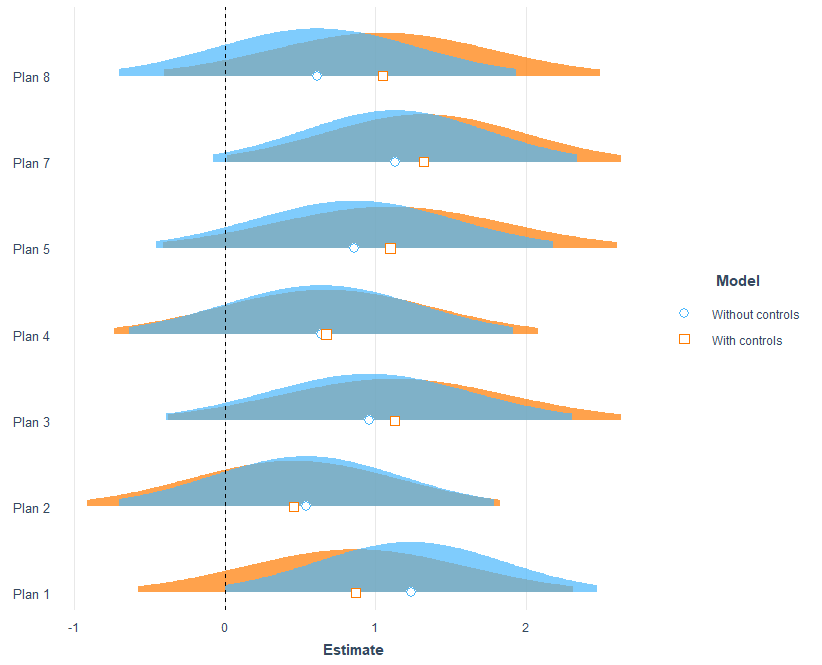 Plan 8
Plan 7
Plan 5
Plan 4
Plan 3
Plan 2
Plan 1
-1 0 1 2
Estimate
Model
Without controls
With controls